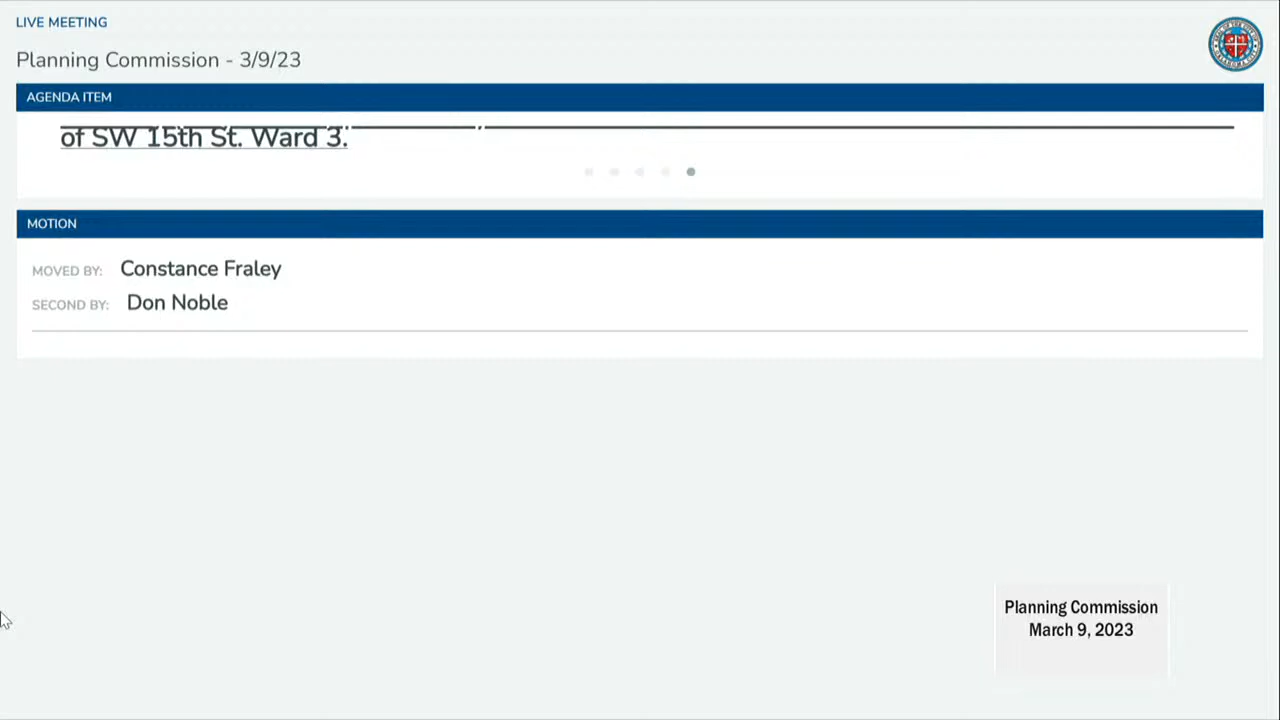 LIVE MEETING
Planning Commission - 3/9/23
AGENDA ITEM
of SW 15th St. Ward 3.
MOTION
MOVED BY: Constance Fraley
SECOND BY: Don Noble
Planning Commission
March 9, 2023